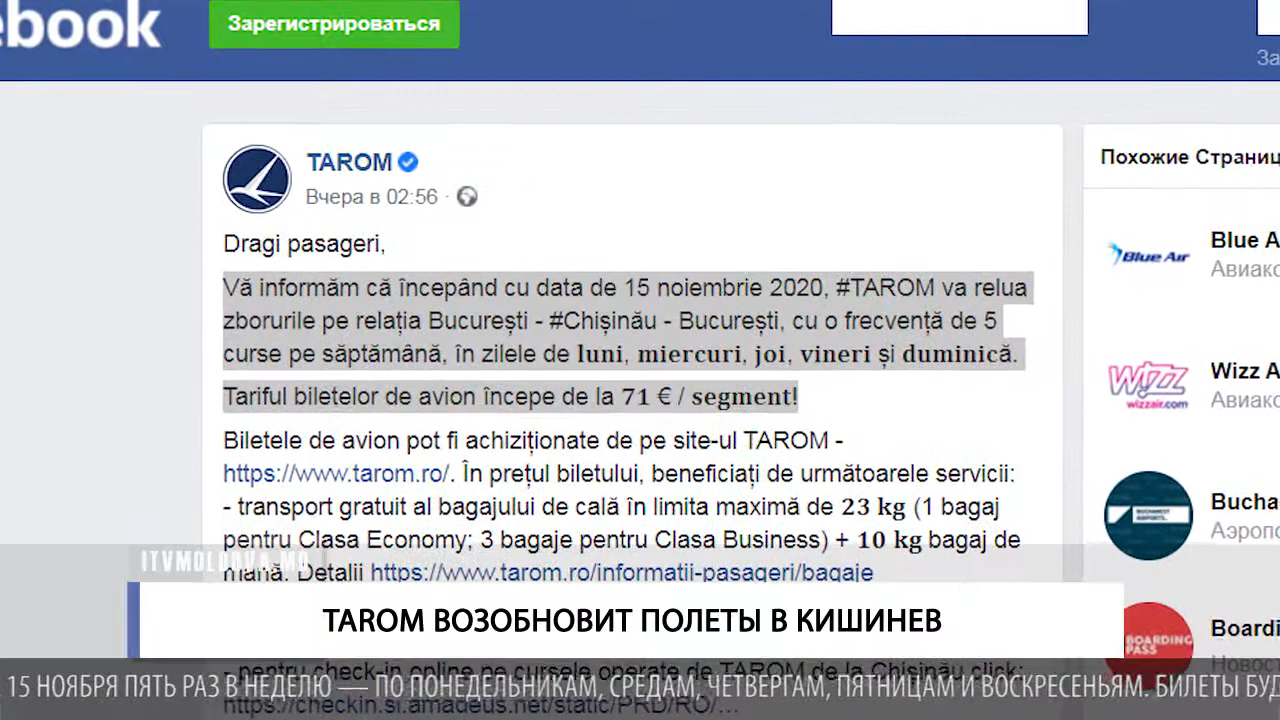 ebook
Зарегистрироваться
За
TAROM
Вчера в 02:56 ·
Dragi pasageri,
Vă informăm că începând cu data de 15 noiembrie 2020, #TAROM va relua
zborurile pe relația București - #Chișinău - București, cu o frecvență de 5
curse pe săptămână, în zilele de luni, miercuri, joi, vineri și duminică.
Tariful biletelor de avion începe de la 71 € / segment!
Biletele de avion pot fi achiziționate de pe site-ul TAROM -
https://www.tarom.ro/. În prețul biletului, beneficiați de următoarele servicii:
- transport gratuit al bagajului de cală în limita maximă de 23 kg (1 bagaj
pentru Clasa Economy; 3 bagaje pentru Clasa Business) + 10 kg bagaj de
mână. Detalii https://www.tarom.ro/informatii-pasageri/bagaje
- pentru check-in online pe cursele operate de TAROM de la Chișinău click:
https://checkin.si.amadeus.net/static/PRD/RO/...
Похожие Страниц
Blue Air
Blue A
Авиако
WIZZ
wizzair.com
Wizz A
Авиако
BUCHAREST
AIRPORTS
Bucha
Аэропо
BOARDING
PASS
Boardi
Новост
ITVMOLDOVA.MD
TAROM ВОЗОБНОВИТ ПОЛЕТЫ В КИШИНЕВ
15 НОЯБРЯ ПЯТЬ РАЗ В НЕДЕЛЮ — ПО ПОНЕДЕЛЬНИКАМ, СРЕДАМ, ЧЕТВЕРГАМ, ПЯТНИЦАМ И ВОСКРЕСЕНЬЯМ. БИЛЕТЫ БУД